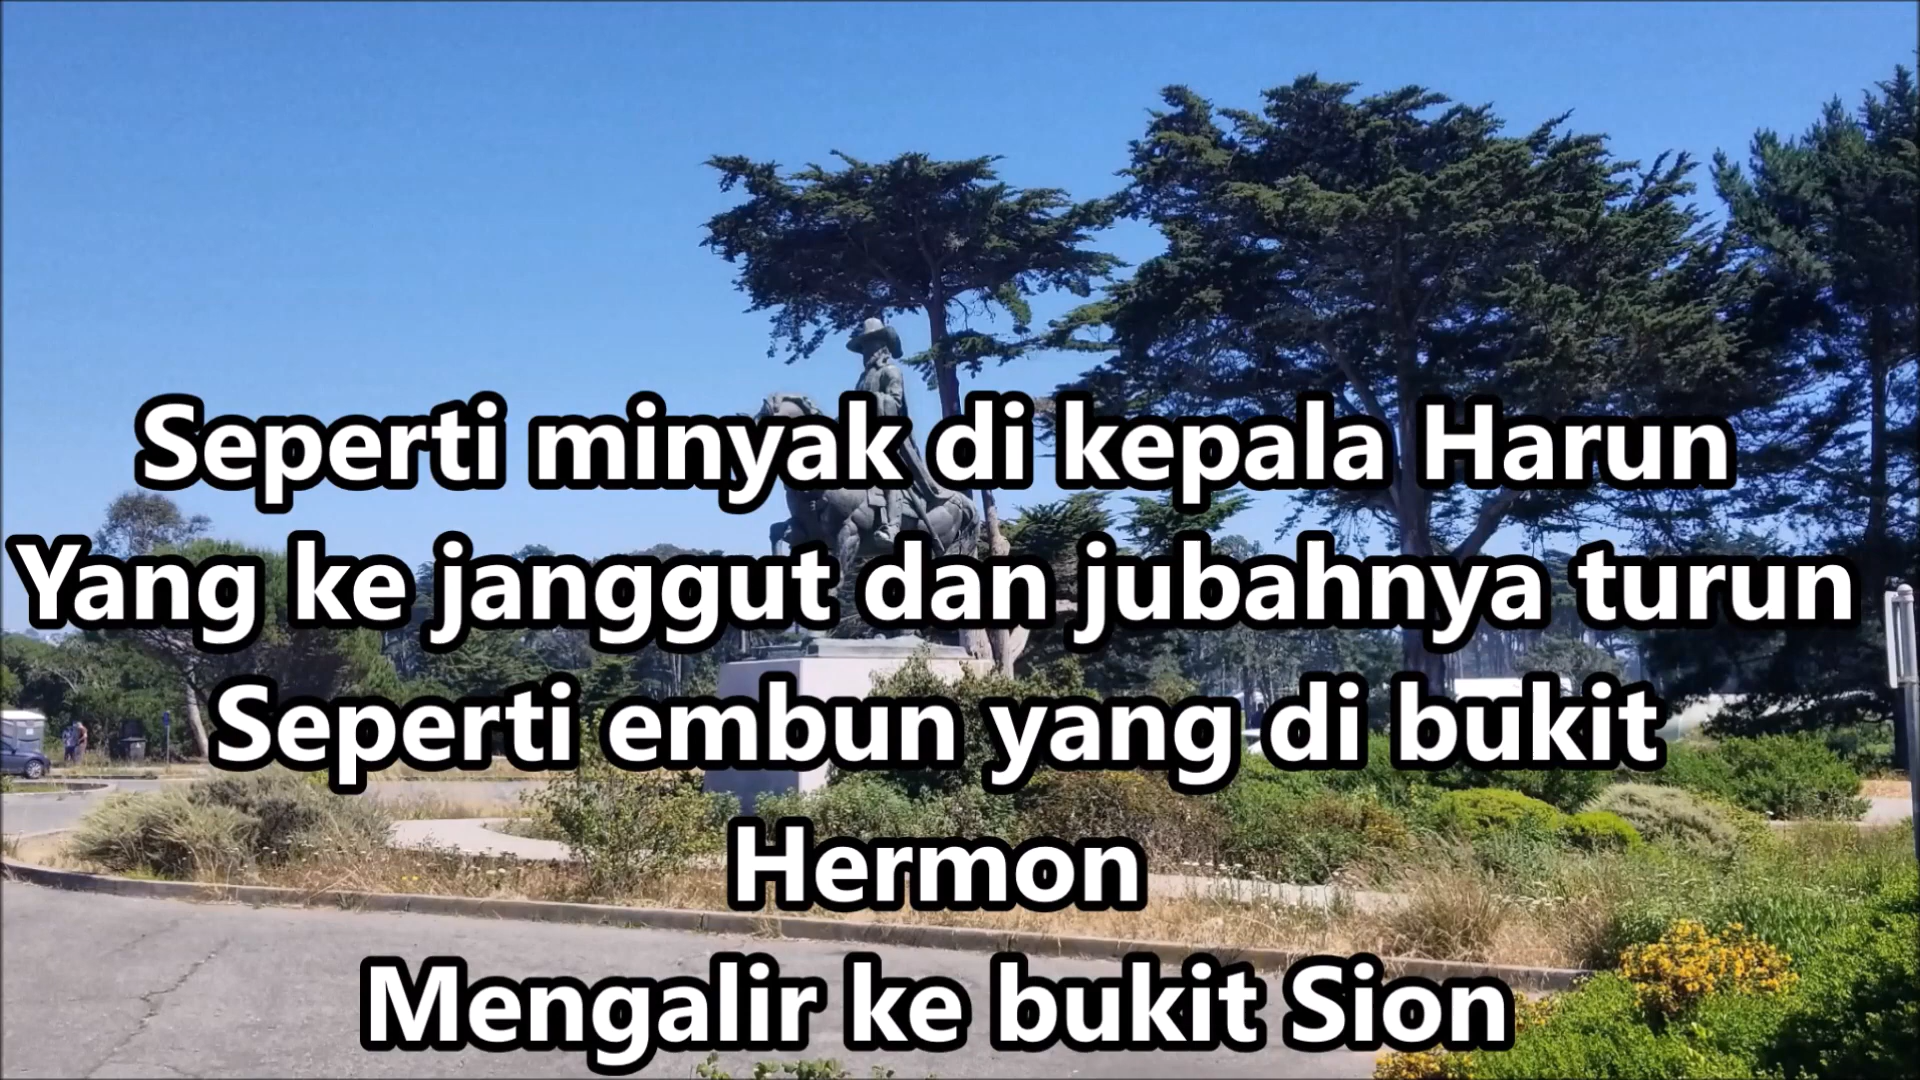 Seperti minyak di kepala Harun
Yang ke janggut dan jubahnya turun
Seperti embun yang di bukit
Hermon
Mengalir ke bukit Sion